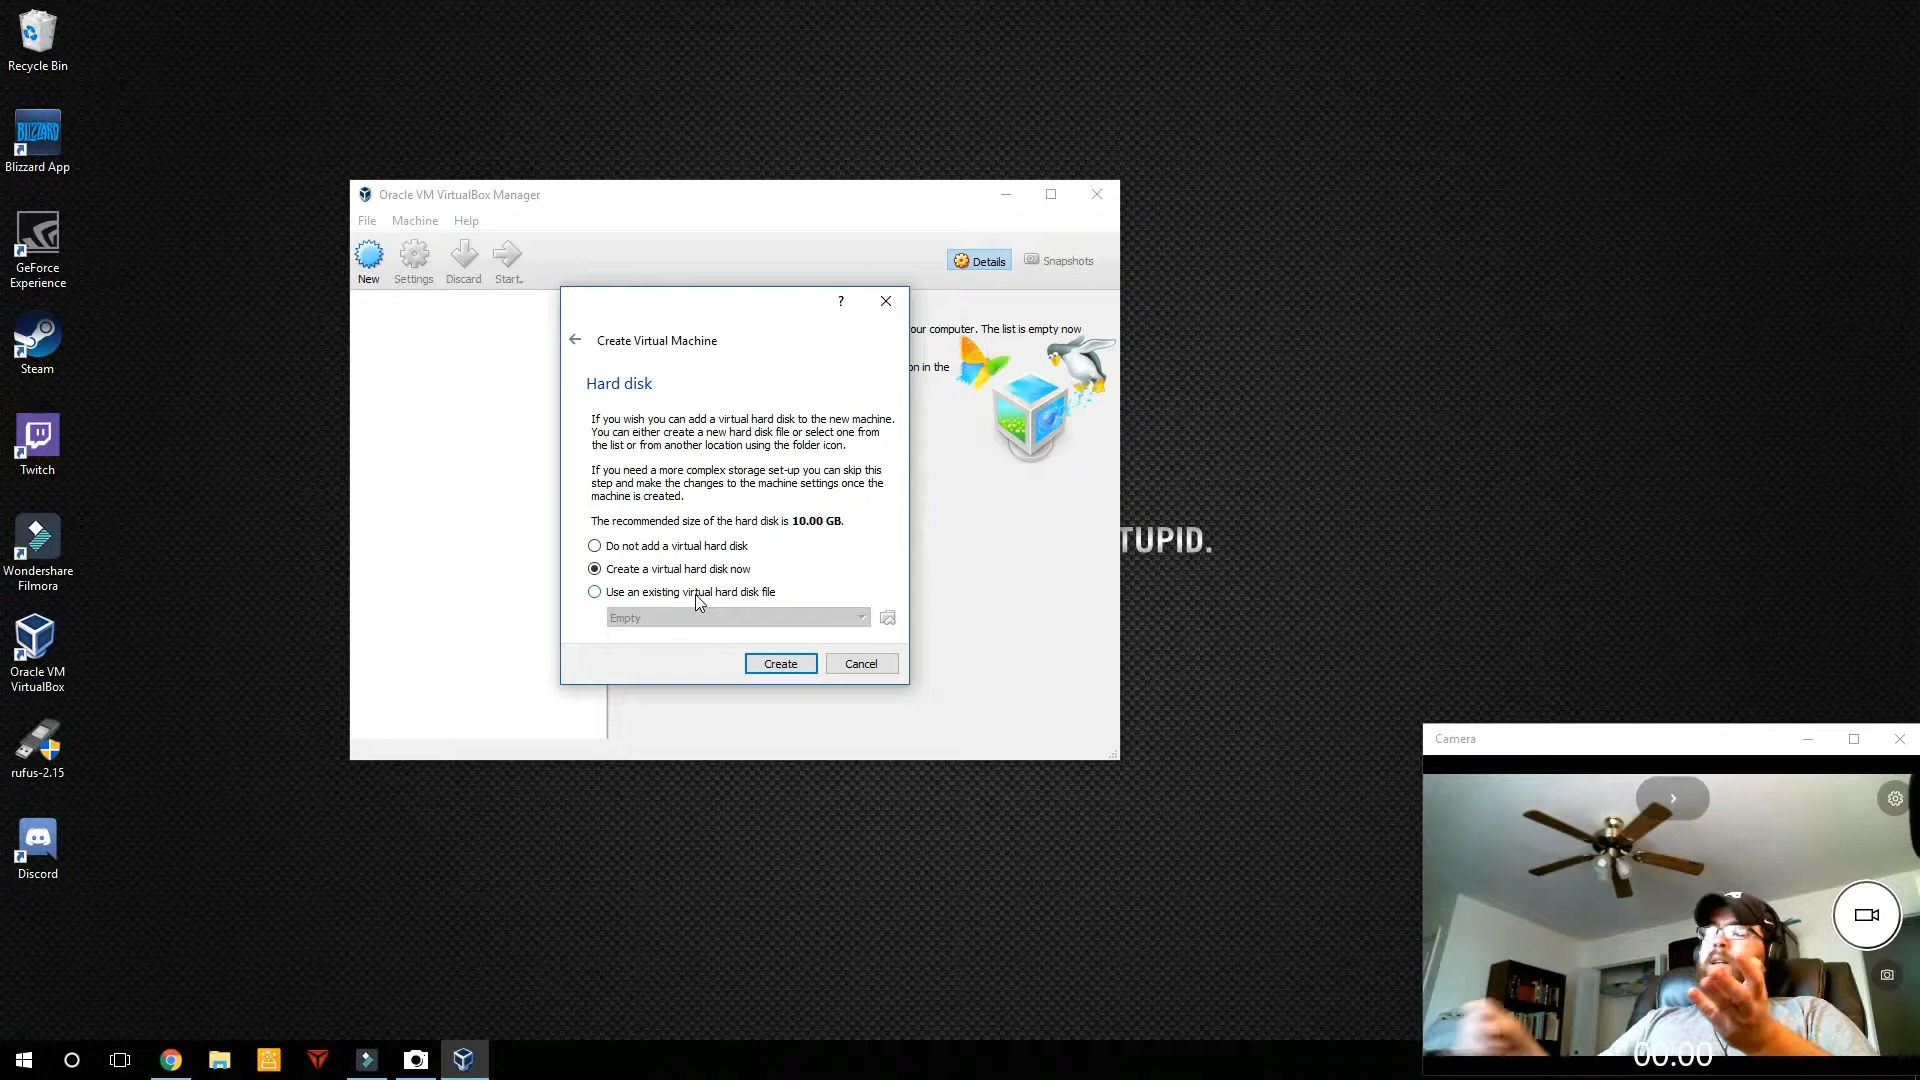 Recycle Bin
BLIZZARD
Blizzard App
GeForce
Experience
Steam
Twitch
Wondershare
Filmora
Oracle VM
VirtualBox
rufus-2.15
Discord
Oracle VM VirtualBox Manager
File Machine Help
New Settings Discard Start
Details Snapshots
our computer. The list is empty now
on in the
?
Create Virtual Machine
Hard disk
If you wish you can add a virtual hard disk to the new machine.
You can either create a new hard disk file or select one from
the list or from another location using the folder icon.
If you need a more complex storage set-up you can skip this
step and make the changes to the machine settings once the
machine is created.
The recommended size of the hard disk is 10.00 GB.
Do not add a virtual hard disk
Create a virtual hard disk now
Use an existing virtual hard disk file
Empty
Create Cancel
TUPID.
Camera
00:00